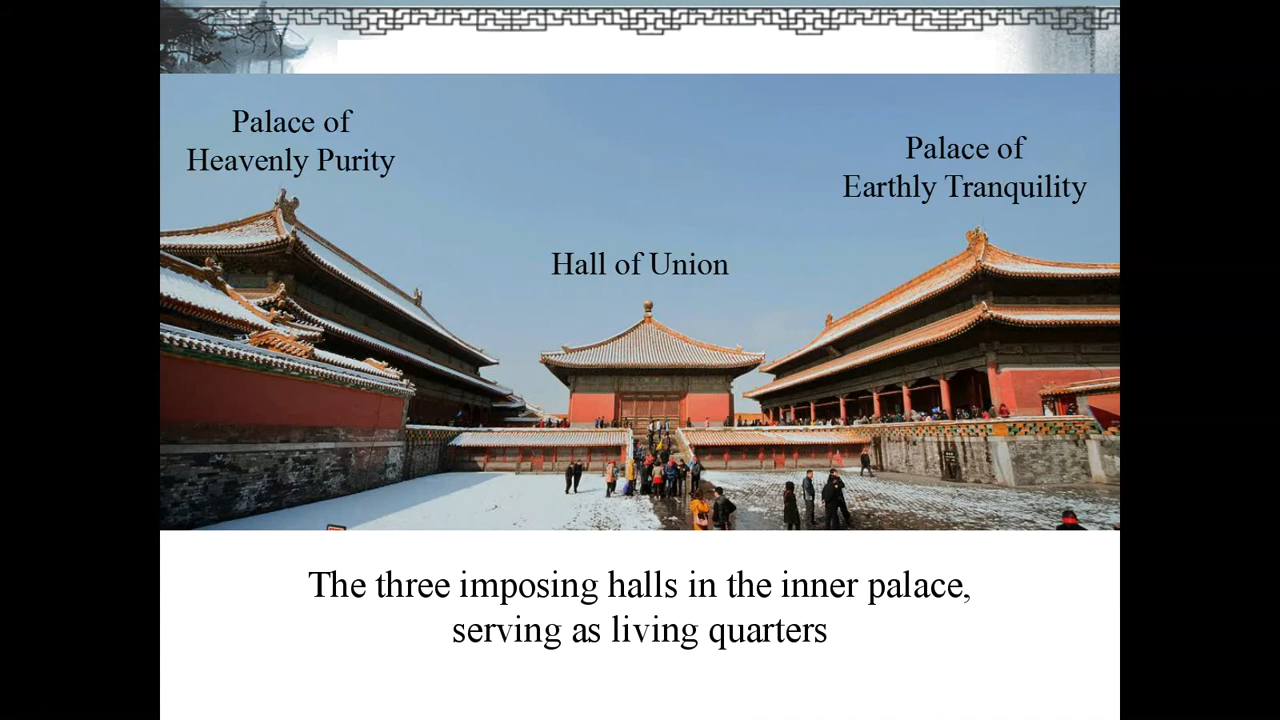 Palace of
Heavenly Purity
Palace of
Earthly Tranquility
Hall of Union
The three imposing halls in the inner palace,
serving as living quarters